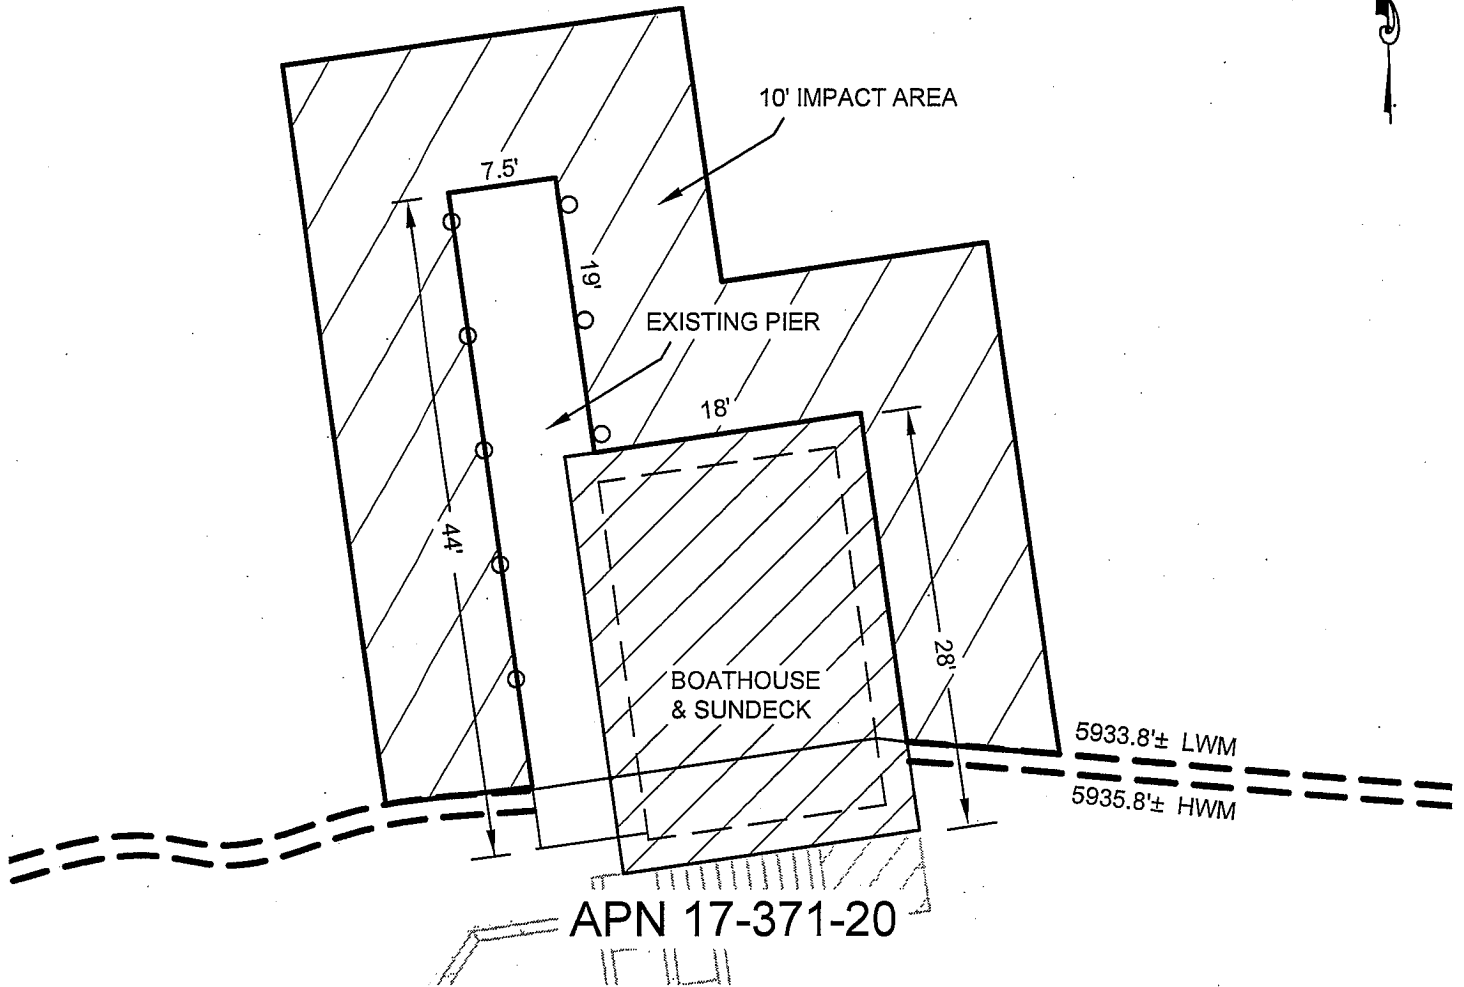 10' IMPACT AREA
7.5'
19'
EXISTING PIER
18'
44'
28'
BOATHOUSE
& SUNDECK
5933.8'± LWM
5935.8'± HWM
APN 17-371-20